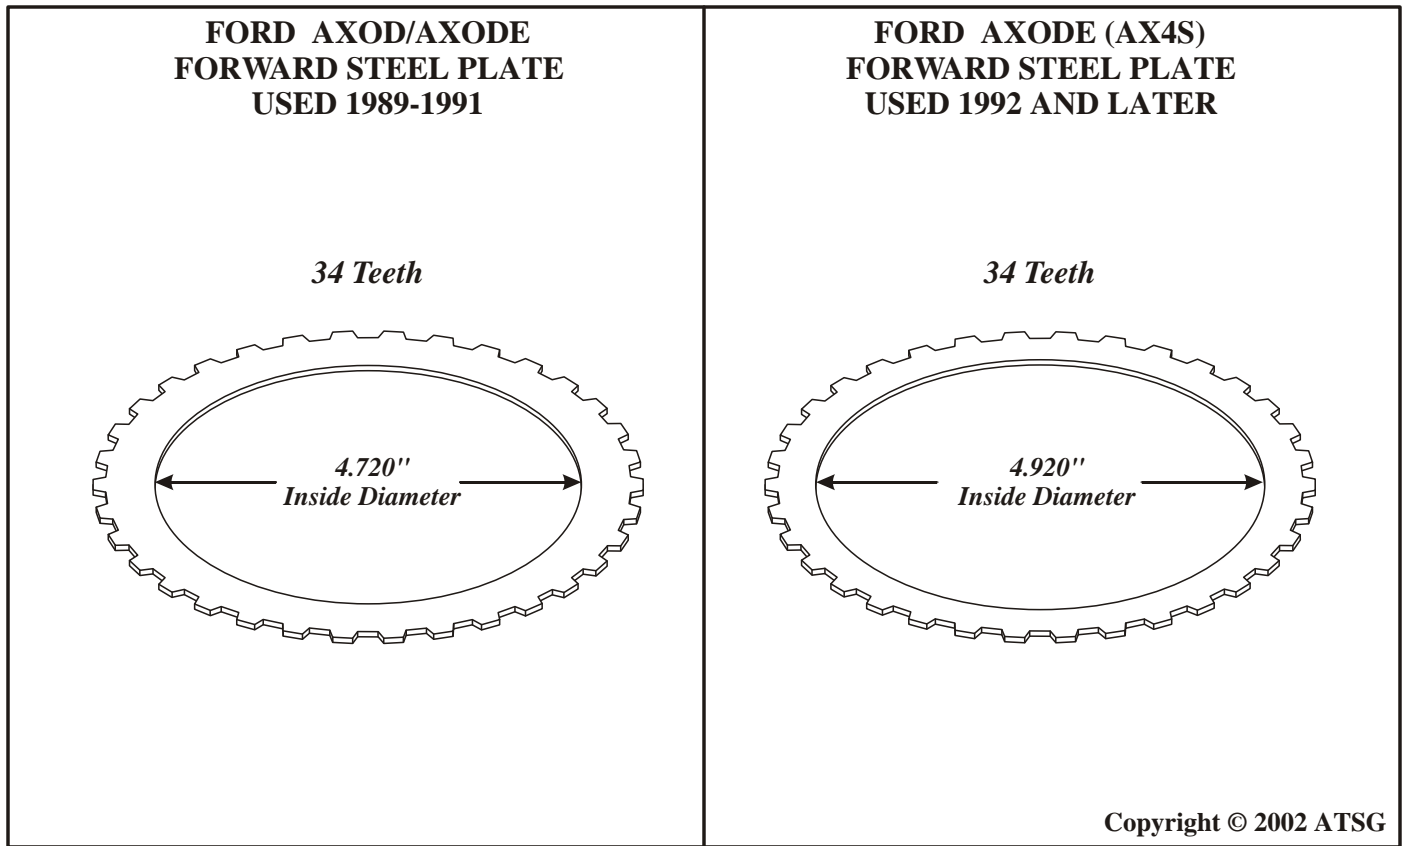 FORD AXOD/AXODE
FORWARD STEEL PLATE
USED 1989-1991
34 Teeth
4.720"
Inside Diameter
FORD AXODE (AX4S)
FORWARD STEEL PLATE
USED 1992 AND LATER
34 Teeth
4.920"
Inside Diameter
Copyright © 2002 ATSG